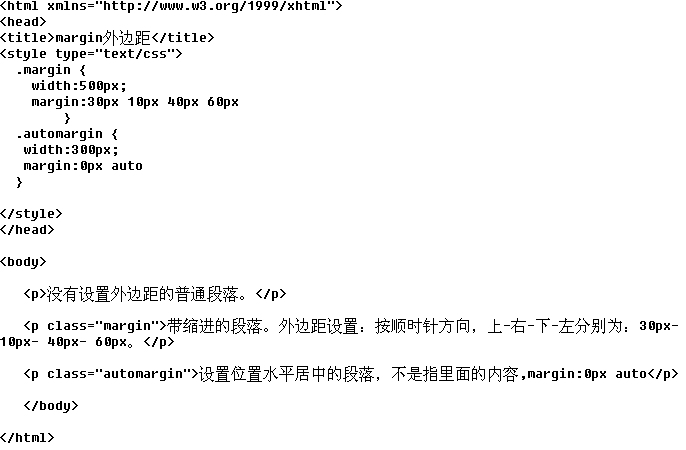 <html xmlns="http://www.w3.org/1999/xhtml">
<head>
<title>margin外边距</title>
<style type="text/css">
  .margin {
    width:500px;
    margin:30px 10px 40px 60px
        }
  .automargin {
   width:300px;
   margin:0px auto
  }
</style>
</head>
<body>
   <p>没有设置外边距的普通段落。</p>
   <p class="margin">带缩进的段落。外边距设置：按顺时针方向，上-右-下-左分别为：30px-
10px- 40px- 60px。</p>
   <p class="automargin">设置位置水平居中的段落，不是指里面的内容,margin:0px auto</p>
   </body>
</html>